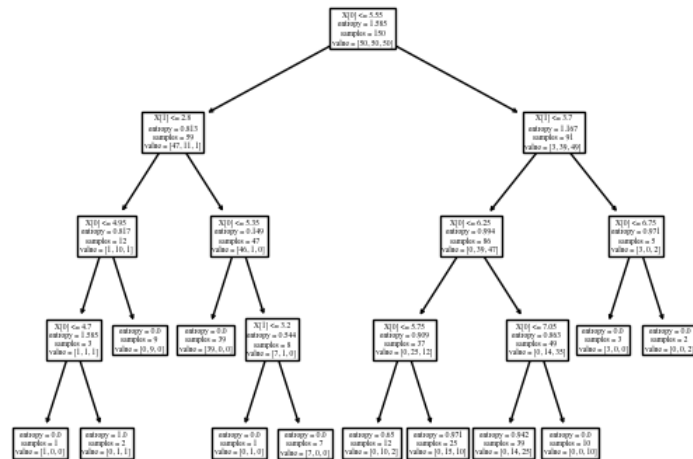 X[0] <= 5.55
entropy = 1.585
samples = 150
value = [50, 50, 50]
X[1] <= 2.8
entropy = 0.813
samples = 59
value = [47, 11, 1]
X[1] <= 3.7
entropy = 1.167
samples = 91
value = [3, 39, 49]
X[0] <= 4.95
entropy = 0.817
samples = 12
value = [1, 10, 1]
X[0] <= 5.35
entropy = 0.149
samples = 47
value = [46, 1, 0]
X[0] <= 6.25
entropy = 0.994
samples = 86
value = [0, 39, 47]
X[0] <= 6.75
entropy = 0.971
samples = 5
value = [3, 0, 2]
X[0] <= 4.7
entropy = 1.585
samples = 3
value = [1, 1, 1]
entropy = 0.0
samples = 9
value = [0, 9, 0]
entropy = 0.0
samples = 39
value = [39, 0, 0]
X[1] <= 3.2
entropy = 0.544
samples = 8
value = [7, 1, 0]
X[0] <= 5.75
entropy = 0.909
samples = 37
value = [0, 25, 12]
X[0] <= 7.05
entropy = 0.863
samples = 49
value = [0, 14, 35]
entropy = 0.0
samples = 3
value = [3, 0, 0]
entropy = 0.0
samples = 2
value = [0, 0, 2]
entropy = 0.0
samples = 1
value = [1, 0, 0]
entropy = 1.0
samples = 2
value = [0, 1, 1]
entropy = 0.0
samples = 1
value = [0, 1, 0]
entropy = 0.0
samples = 7
value = [7, 0, 0]
entropy = 0.65
samples = 12
value = [0, 10, 2]
entropy = 0.971
samples = 25
value = [0, 15, 10]
entropy = 0.942
samples = 39
value = [0, 14, 25]
entropy = 0.0
samples = 10
value = [0, 0, 10]